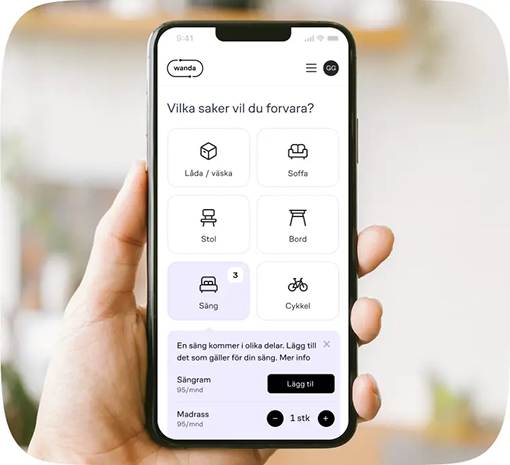 9:41
wanda
GG
Vilka saker vil du forvara?
Låda / väska
Soffa
Stol
Bord
3
Säng
Cykkel
En säng kommer i olika delar. Lägg till
det som gäller för din säng. Mer info
Sängram
95/mnd
Lägg til
Madrass
95/mnd
1 stk